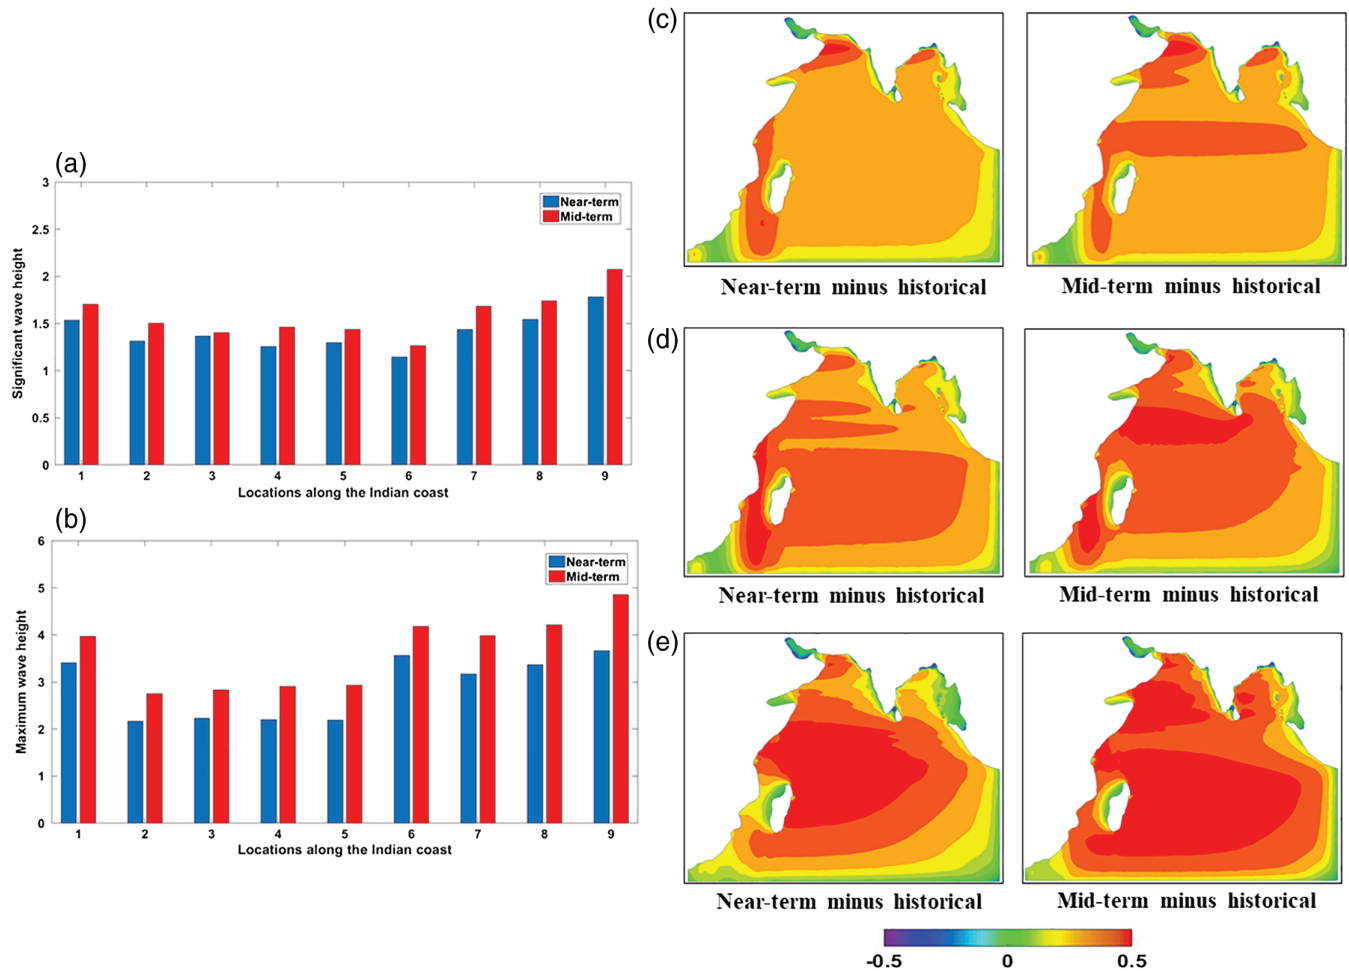 (a)
3
2.5
2
1.5
1
0.5
0
Significant wave height
Near-term
Mid-term
1 2 3 4 5 6 7 8 9
Locations along the Indian coast
(b)
6
5
4
3
2
1
0
Maximum wave height
Near-term
Mid-term
1 2 3 4 5 6 7 8 9
Locations along the Indian coast
(c)
Near-term minus historical
Mid-term minus historical
(d)
Near-term minus historical
Mid-term minus historical
(e)
Near-term minus historical
Mid-term minus historical
-0.5 0 0.5